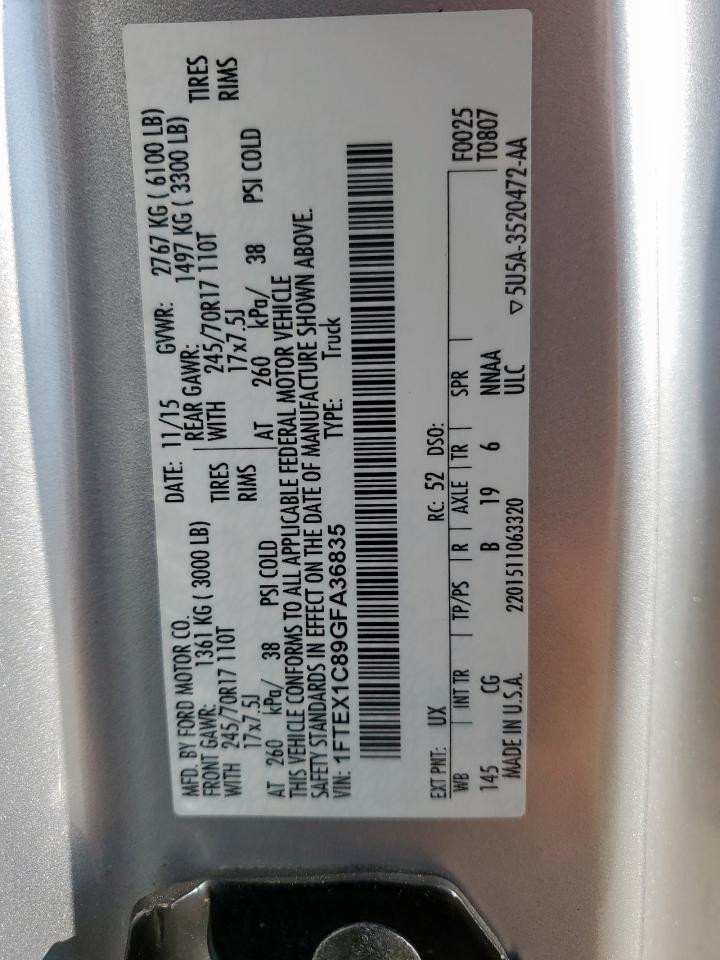 MFD. BY FORD MOTOR CO. DATE: 11/15 GVWR: 2767 KG ( 6100 LB)
FRONT GAWR: 1361 KG ( 3000 LB) REAR GAWR: 1497 KG ( 3300 LB)
WITH 245/70R17 110T TIRES WITH 245/70R17 110T TIRES
17x7.5J RIMS 17x7.5J RIMS
AT 260 kPa/ 38 PSI COLD AT 260 kPa/ 38 PSI COLD
THIS VEHICLE CONFORMS TO ALL APPLICABLE FEDERAL MOTOR VEHICLE
SAFETY STANDARDS IN EFFECT ON THE DATE OF MANUFACTURE SHOWN ABOVE.
VIN: 1FTEX1C89GFA36835 TYPE: Truck
EXT PNT: UX RC: 52 DSO:
WB INT TR TP/PS R AXLE TR SPR F0025
145 CG B 19 6 NNAA T0807
MADE IN U.S.A. 2201511063320 ULC ▽ 5U5A-3520472-AA